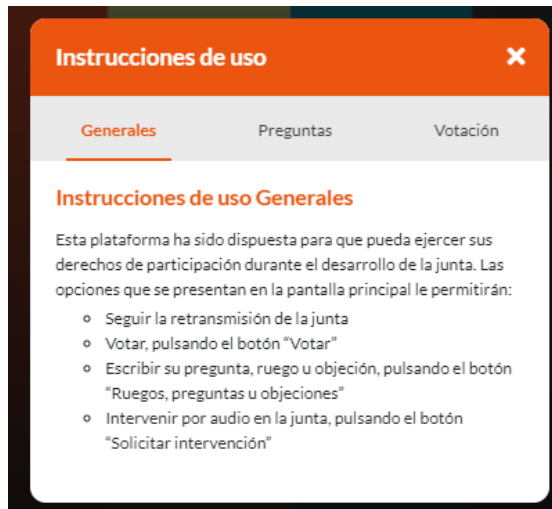 Instrucciones de uso
Generales Preguntas Votación
Instrucciones de uso Generales
Esta plataforma ha sido dispuesta para que pueda ejercer sus
derechos de participación durante el desarrollo de la junta. Las
opciones que se presentan en la pantalla principal le permitirán:
Seguir la retransmisión de la junta
Votar, pulsando el botón “Votar”
Escribir su pregunta, ruego u objeción, pulsando el botón
“Ruegos, preguntas u objeciones”
Intervenir por audio en la junta, pulsando el botón
“Solicitar intervención”